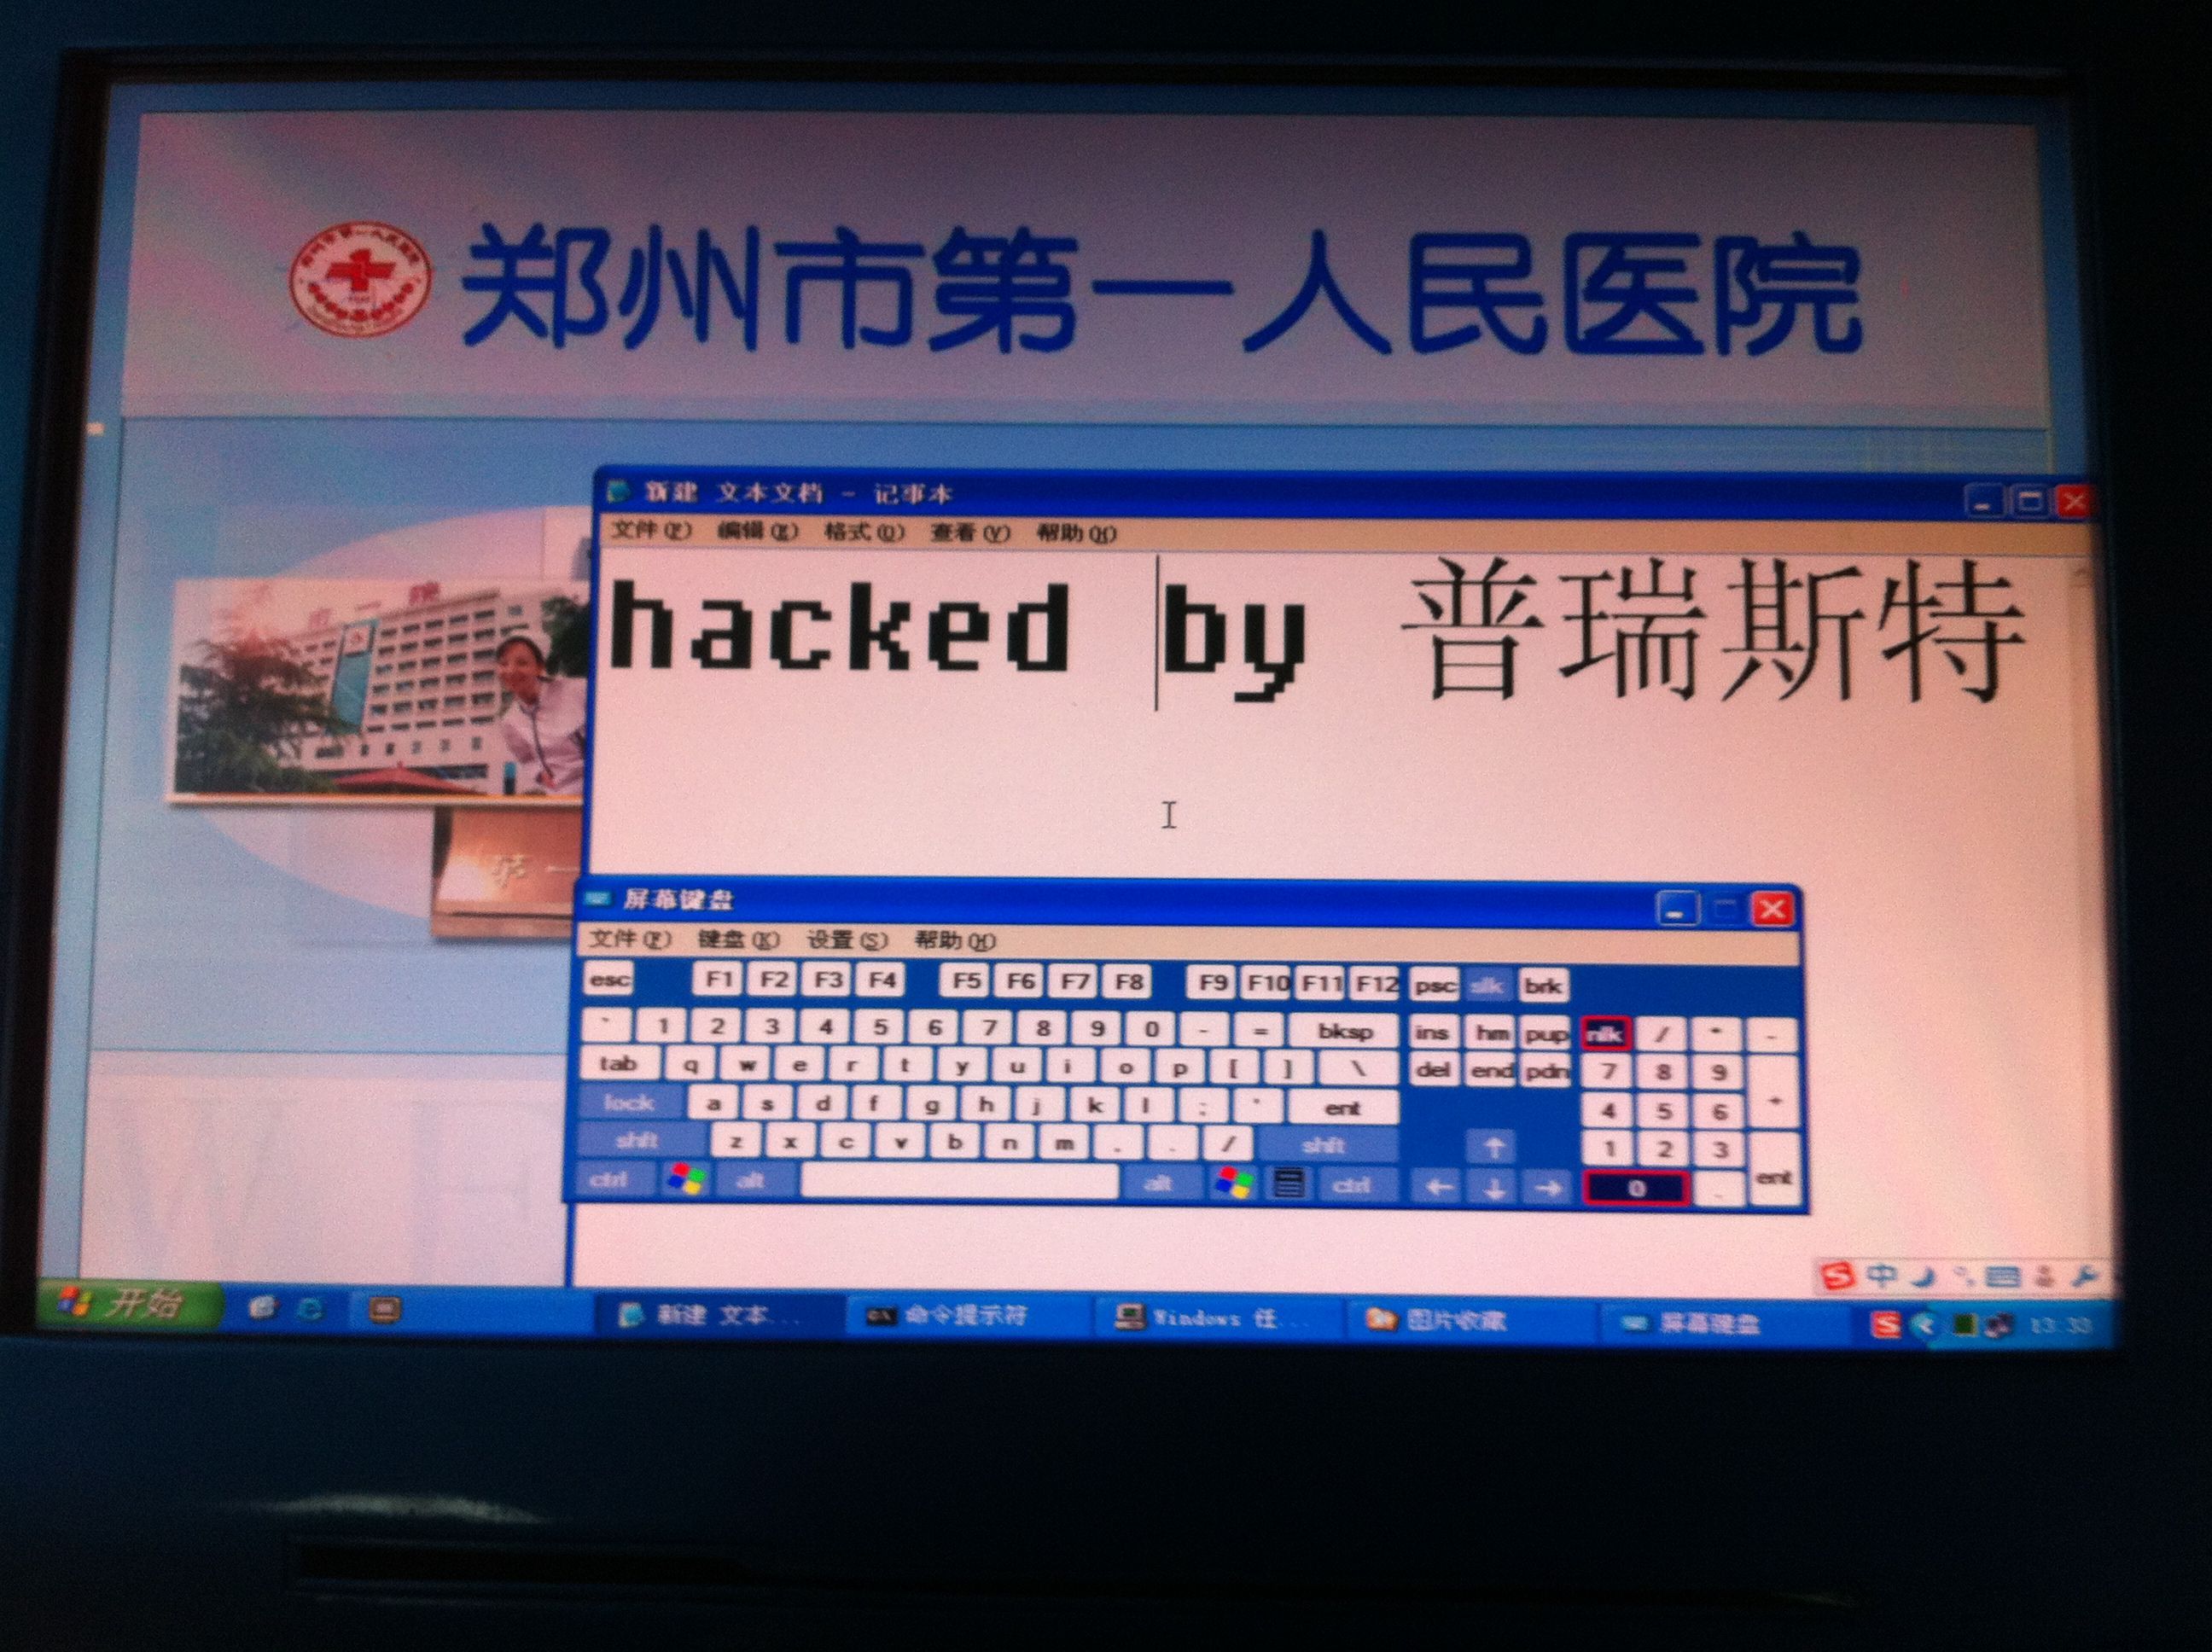 郑州市第一人民医院
新建 文本文档 - 记事本
文件(F) 编辑(E) 格式(O) 查看(V) 帮助(H)
hacked by 普瑞斯特
屏幕键盘
文件(F) 键盘(K) 设置(S) 帮助(H)
esc F1 F2 F3 F4 F5 F6 F7 F8 F9 F10 F11 F12 psc slk brk
` 1 2 3 4 5 6 7 8 9 0 - = bksp ins hm pup nlk / * -
tab q w e r t y u i o p [ ] \ del end pdn 7 8 9 +
lock a s d f g h j k l ; ' ent 4 5 6
shft z x c v b n m , . / shft ↑ 1 2 3 ent
ctrl alt alt ctrl ← ↓ → 0 .
中
开始 新建 文本... 命令提示符 Windows 任... 图片收藏 屏幕键盘